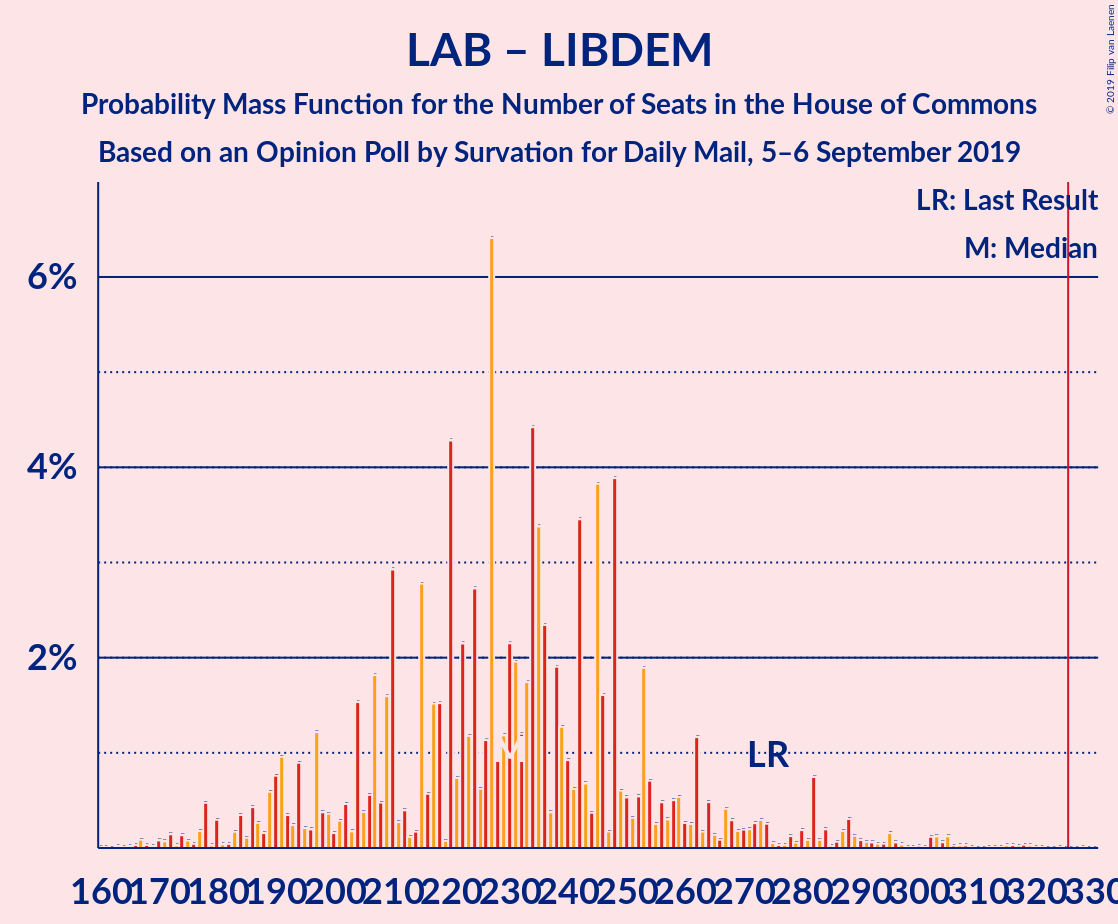 LAB – LIBDEM
Probability Mass Function for the Number of Seats in the House of Commons
Based on an Opinion Poll by Survation for Daily Mail, 5–6 September 2019
© 2019 Filip van Laenen
LR: Last Result
M: Median
6%
4%
2%
M
LR
160 170 180 190 200 210 220 230 240 250 260 270 280 290 300 310 320 330